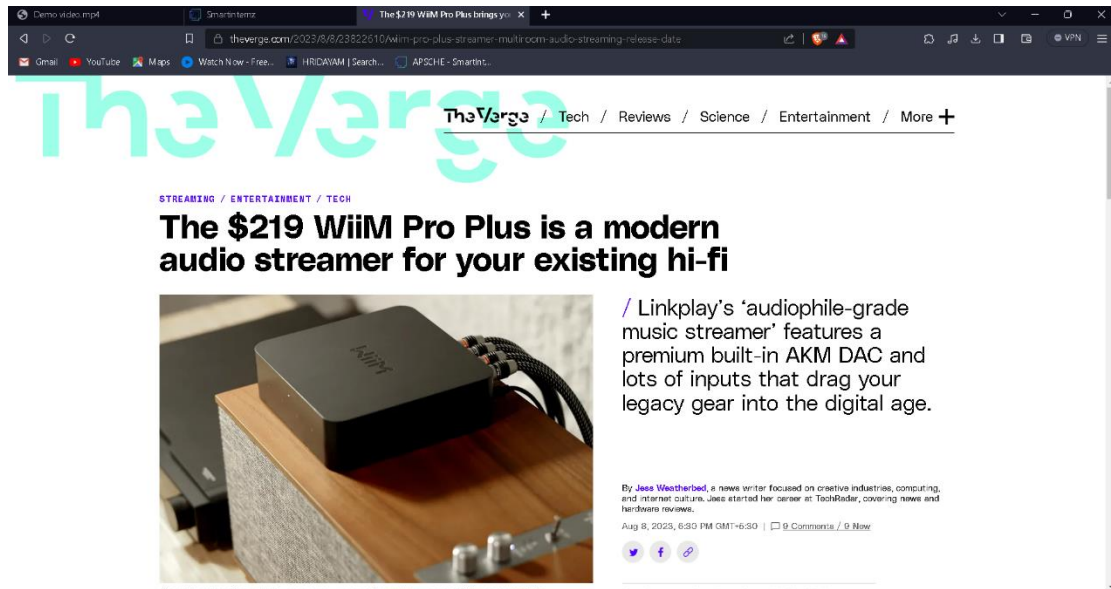 Demo video.mp4
Smartinternz
The $219 WiiM Pro Plus brings yo
theverge.com/2023/8/8/23822610/wiim-pro-plus-streamer-multiroom-audio-streaming-release-date
VPN
Gmail
YouTube
Maps
Watch Now - Free...
HRIDAYAM | Search...
APSCHE - SmartInt...
The Verge
The Verge / Tech / Reviews / Science / Entertainment / More +
STREAMING / ENTERTAINMENT / TECH
The $219 WiiM Pro Plus is a modern
audio streamer for your existing hi-fi
WiiM
/ Linkplay's 'audiophile-grade
music streamer' features a
premium built-in AKM DAC and
lots of inputs that drag your
legacy gear into the digital age.
By Jess Weatherbed, a news writer focused on creative industries, computing,
and internet culture. Jess started her career at TechRadar, covering news and
hardware reviews.
Aug 8, 2023, 6:30 PM GMT+5:30 | 9 Comments / 9 New